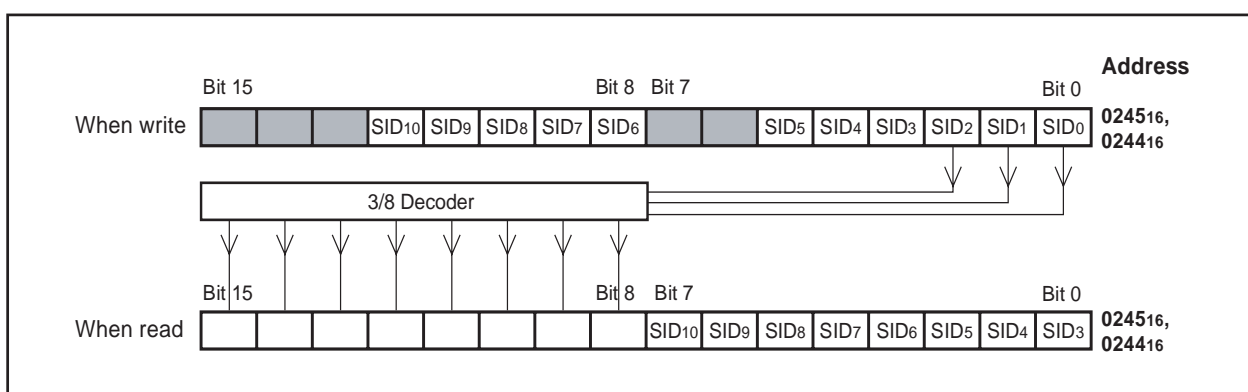 Address
Bit 15 Bit 8 Bit 7 Bit 0
When write SID10 SID9 SID8 SID7 SID6 SID5 SID4 SID3 SID2 SID1 SID0 024516,
024416
3/8 Decoder
Bit 15 Bit 8 Bit 7 Bit 0
When read SID10 SID9 SID8 SID7 SID6 SID5 SID4 SID3 024516,
024416